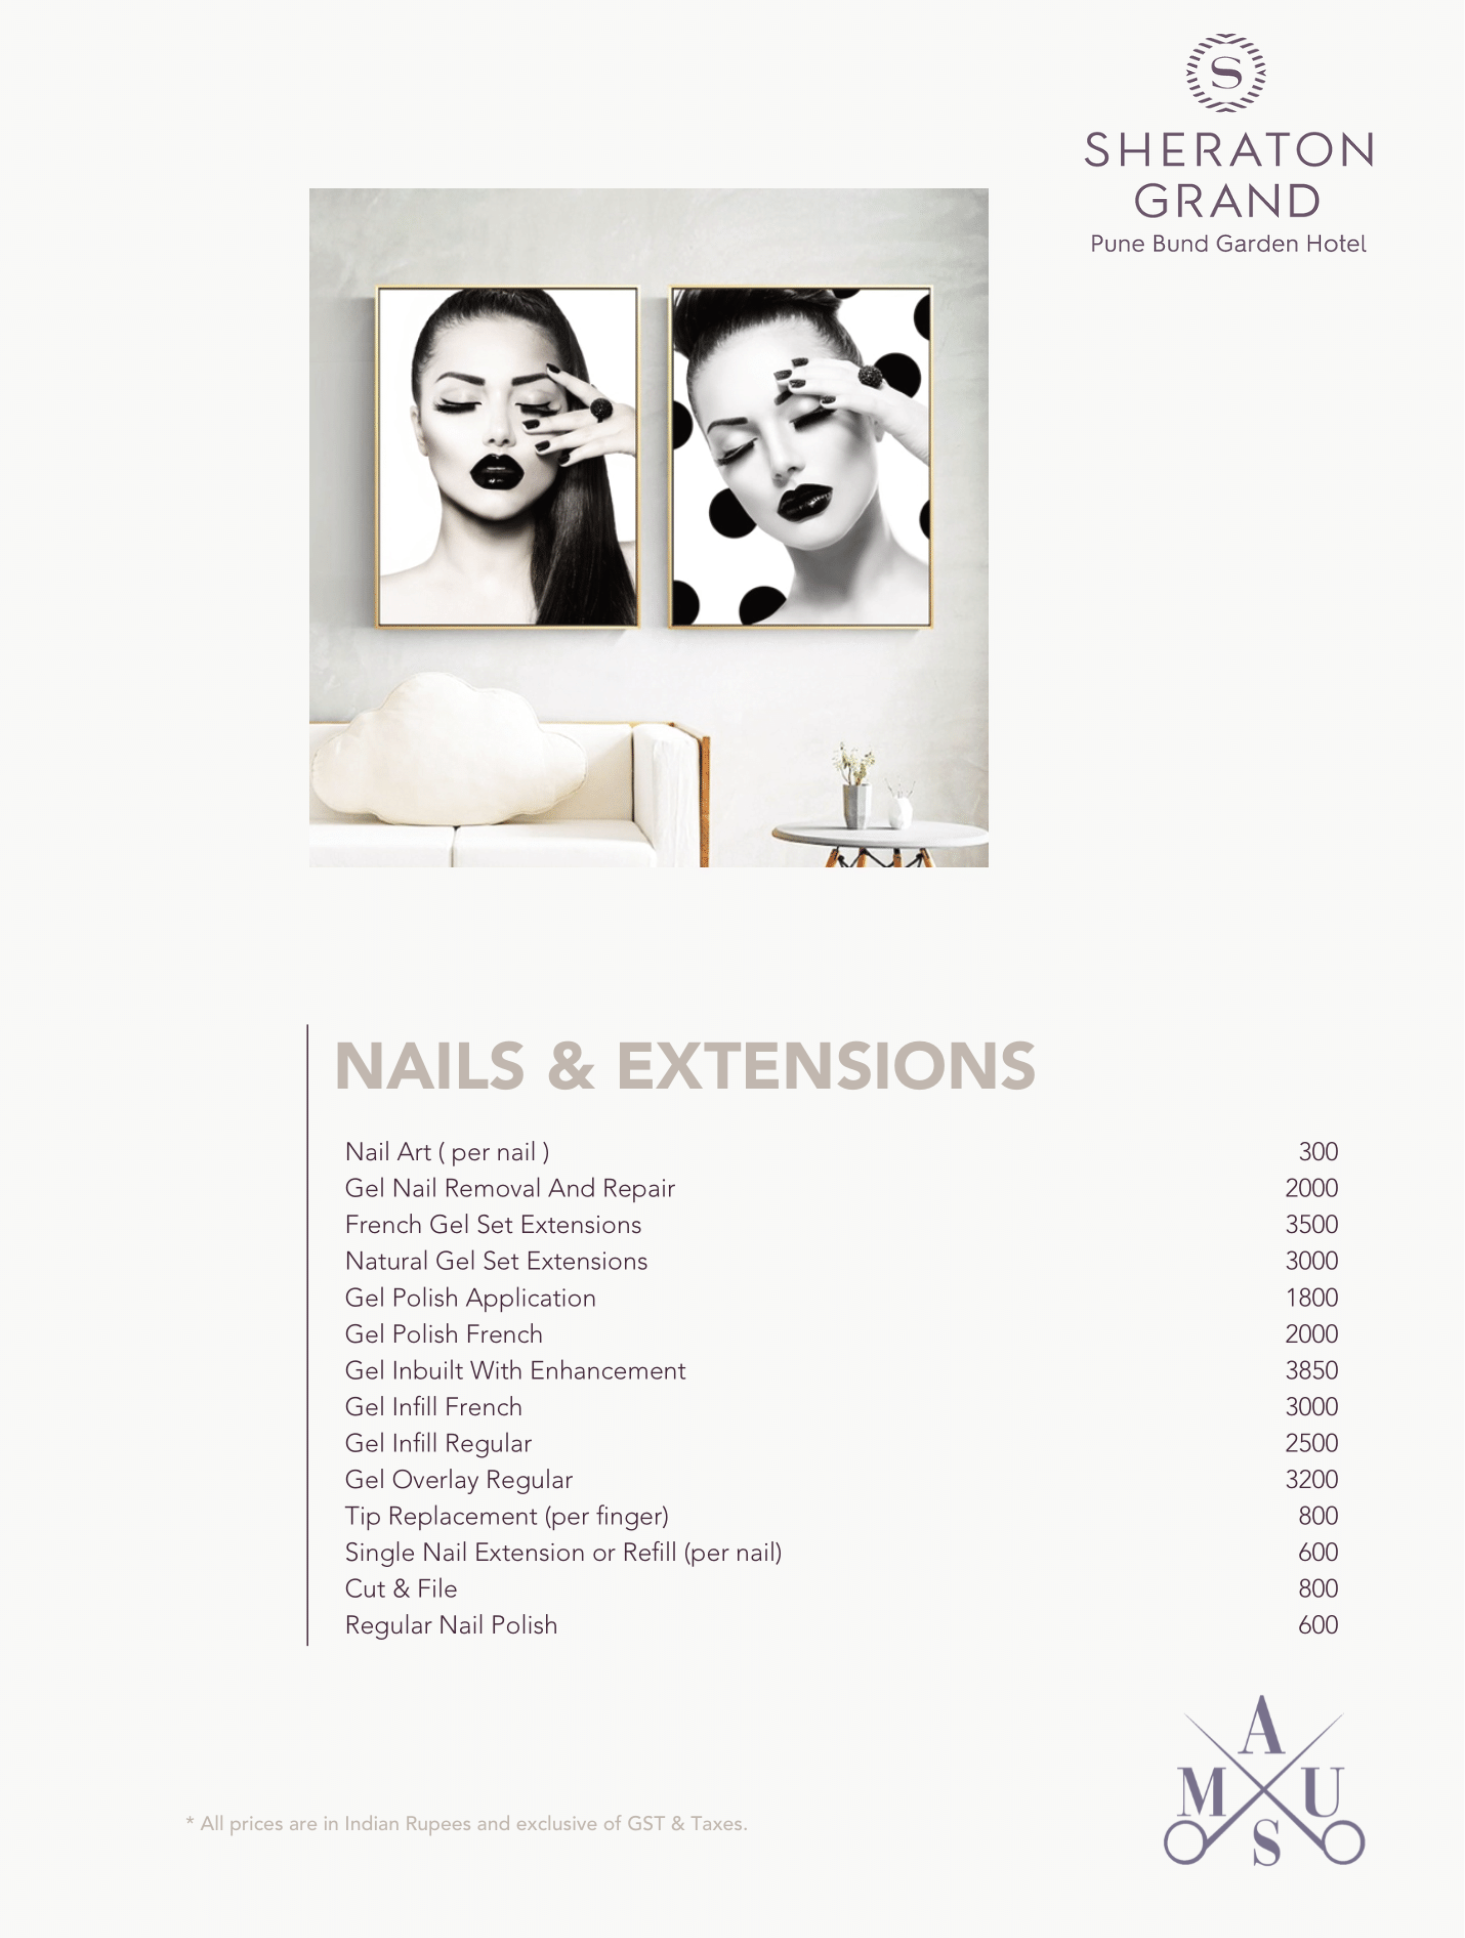 S
SHERATON
GRAND
Pune Bund Garden Hotel
NAILS & EXTENSIONS
Nail Art ( per nail ) 300
Gel Nail Removal And Repair 2000
French Gel Set Extensions 3500
Natural Gel Set Extensions 3000
Gel Polish Application 1800
Gel Polish French 2000
Gel Inbuilt With Enhancement 3850
Gel Infill French 3000
Gel Infill Regular 2500
Gel Overlay Regular 3200
Tip Replacement (per finger) 800
Single Nail Extension or Refill (per nail) 600
Cut & File 800
Regular Nail Polish 600
A
M U
S
* All prices are in Indian Rupees and exclusive of GST & Taxes.